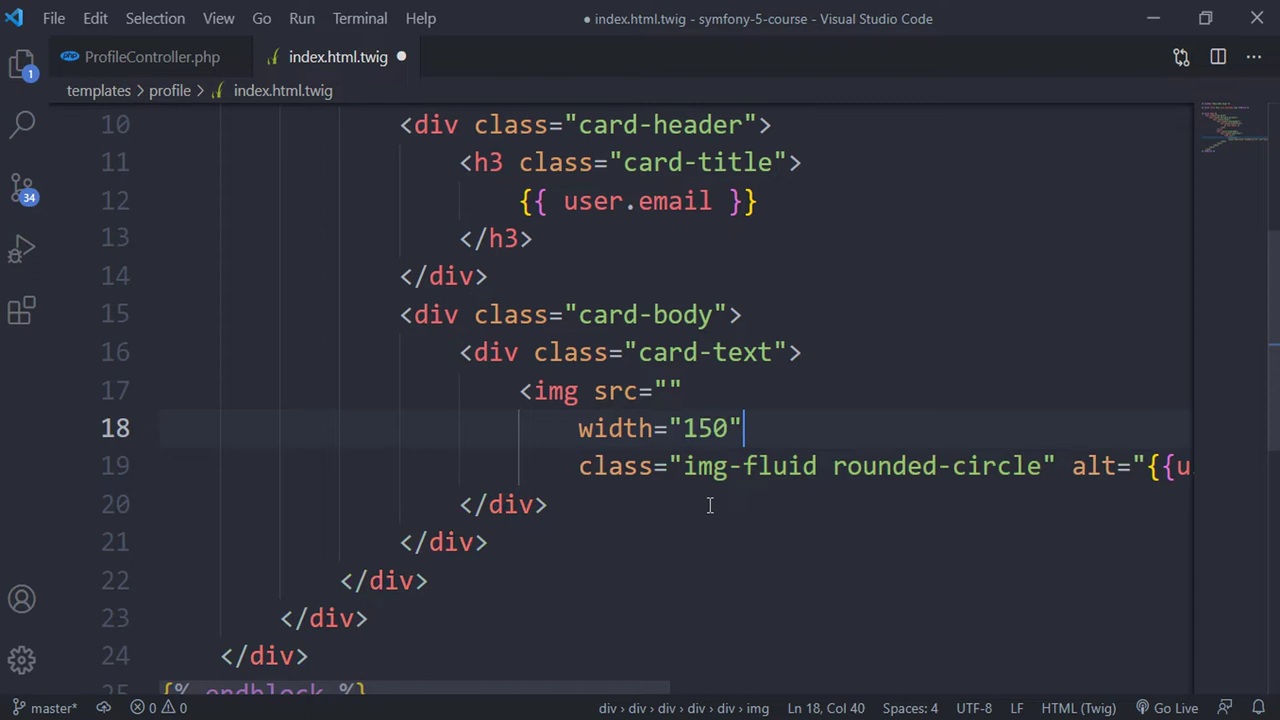 File Edit Selection View Go Run Terminal Help ● index.html.twig - symfony-5-course - Visual Studio Code
1
php ProfileController.php index.html.twig
templates > profile > index.html.twig
10 <div class="card-header">
11 <h3 class="card-title">
12 {{ user.email }}
13 </h3>
14 </div>
15 <div class="card-body">
16 <div class="card-text">
17 <img src=""
18 width="150"
19 class="img-fluid rounded-circle" alt="{{u
20 </div>
21 </div>
22 </div>
23 </div>
24 </div>
25 {% endblock %}
34
master* 0 0 div > div > div > div > img Ln 18, Col 40 Spaces: 4 UTF-8 LF HTML (Twig) Go Live